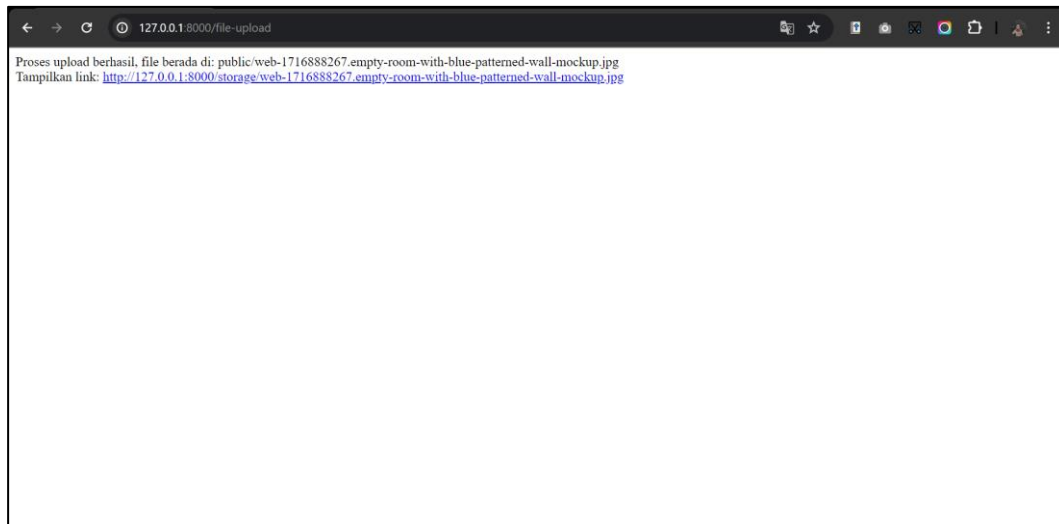 127.0.0.1:8000/file-upload
Proses upload berhasil, file berada di: public/web-1716888267.empty-room-with-blue-patterned-wall-mockup.jpg
Tampilkan link: http://127.0.0.1:8000/storage/web-1716888267.empty-room-with-blue-patterned-wall-mockup.jpg